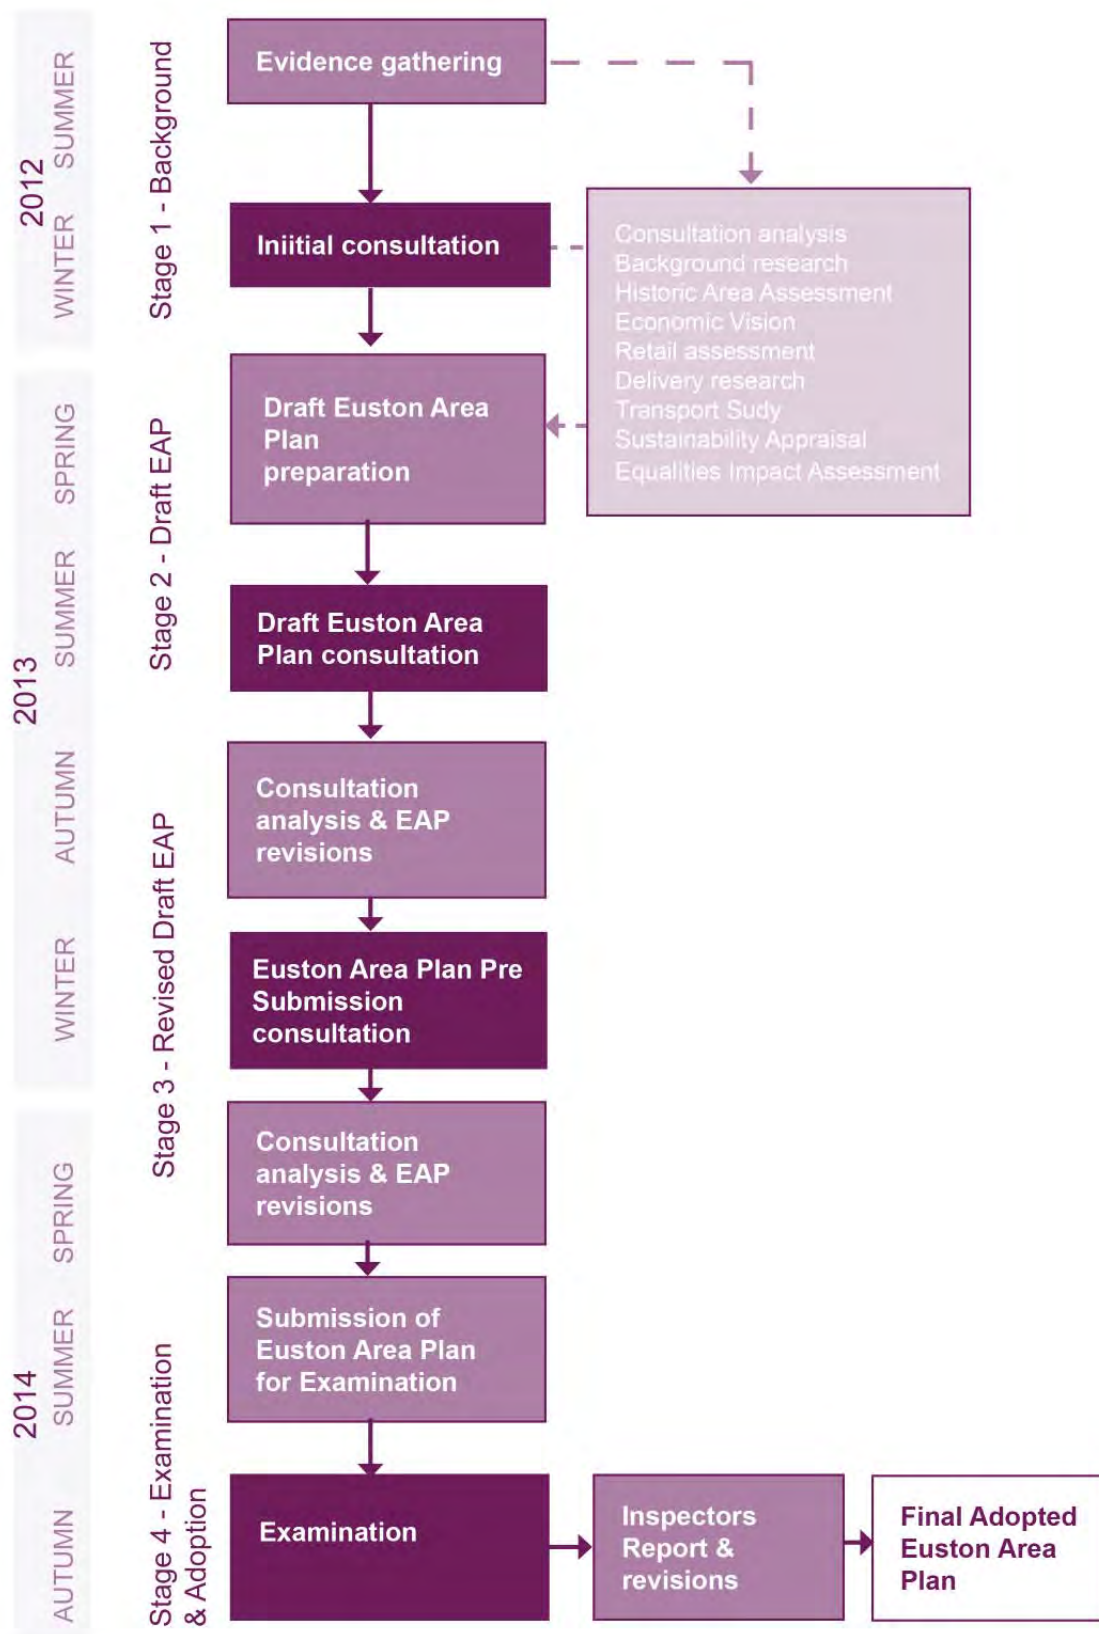 2012
SUMMER
WINTER
Stage 1 - Background
Evidence gathering
Iniitial consultation
Consultation analysis
Background research
Historic Area Assessment
Economic Vision
Retail assessment
Delivery research
Transport Sudy
Sustainability Appraisal
Equalities Impact Assessment
2013
SPRING
SUMMER
AUTUMN
WINTER
Stage 2 - Draft EAP
Draft Euston Area
Plan
preparation
Draft Euston Area
Plan consultation
Stage 3 - Revised Draft EAP
Consultation
analysis & EAP
revisions
Euston Area Plan Pre
Submission
consultation
Consultation
analysis & EAP
revisions
2014
SPRING
SUMMER
AUTUMN
Stage 4 - Examination
& Adoption
Submission of
Euston Area Plan
for Examination
Examination
Inspectors
Report &
revisions
Final Adopted
Euston Area
Plan